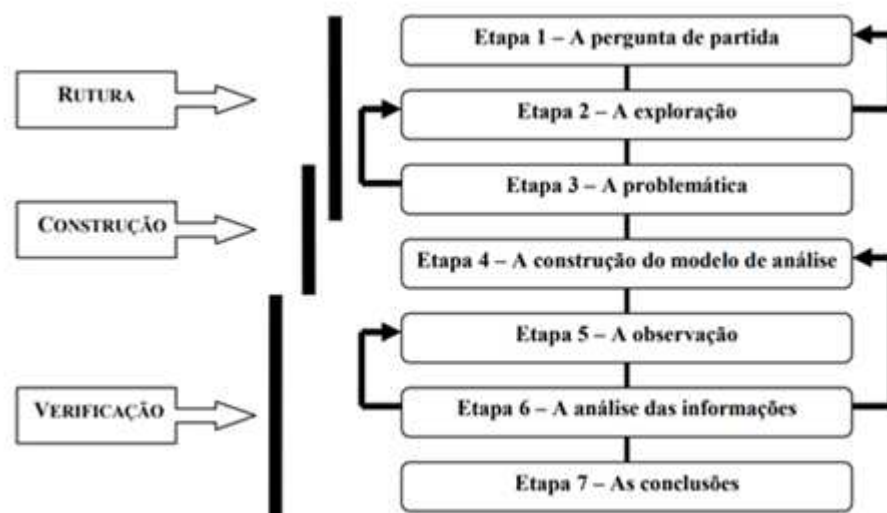 Etapa 1 – A pergunta de partida
RUTURA
Etapa 2 – A exploração
Etapa 3 – A problemática
CONSTRUÇÃO
Etapa 4 – A construção do modelo de análise
Etapa 5 – A observação
VERIFICAÇÃO
Etapa 6 – A análise das informações
Etapa 7 – As conclusões